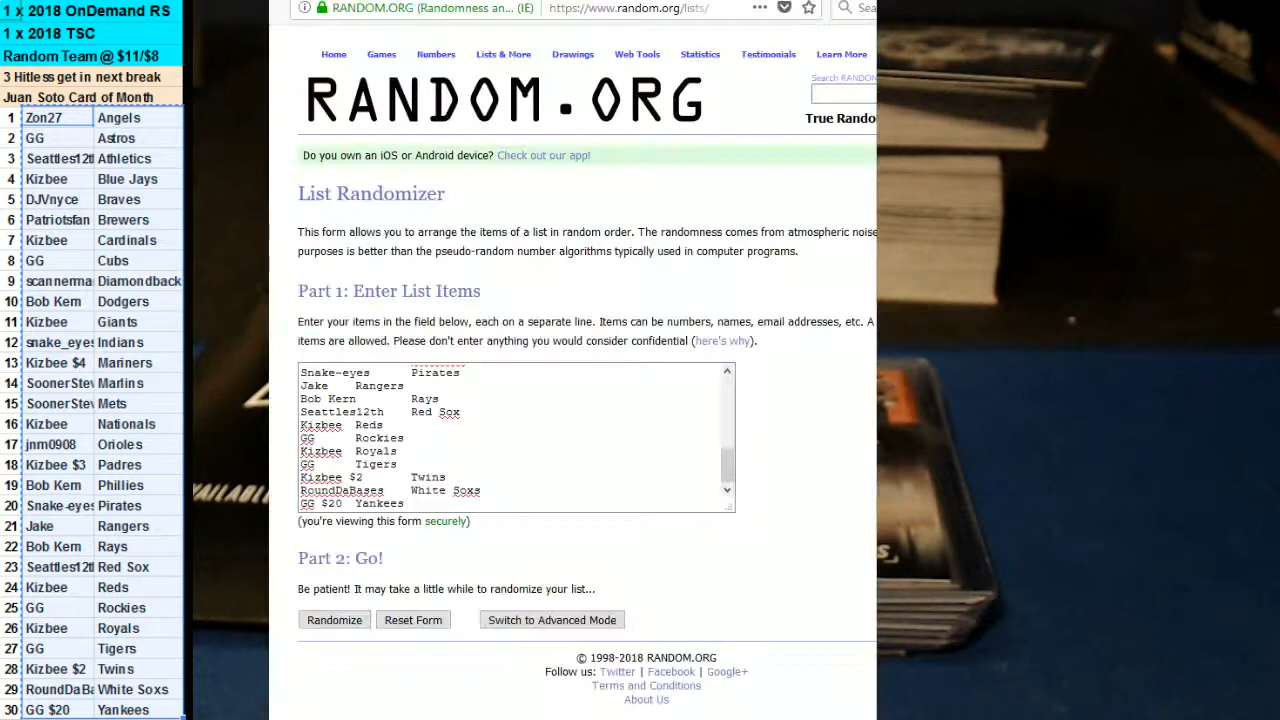 1 x 2018 OnDemand RS
1 x 2018 TSC
Random Team @ $11/$8
3 Hitless get in next break
Juan Soto Card of Month
1 Zon27 Angels
2 GG Astros
3 Seattles12t Athletics
4 Kizbee Blue Jays
5 DJVnyce Braves
6 Patriotsfan Brewers
7 Kizbee Cardinals
8 GG Cubs
9 scannerma Diamondback
10 Bob Kern Dodgers
11 Kizbee Giants
12 snake_eyes Indians
13 Kizbee $4 Mariners
14 SoonerStev Marlins
15 SoonerStev Mets
16 Kizbee Nationals
17 jnm0908 Orioles
18 Kizbee $3 Padres
19 Bob Kern Phillies
20 Snake-eyes Pirates
21 Jake Rangers
22 Bob Kern Rays
23 Seattles12t Red Sox
24 Kizbee Reds
25 GG Rockies
26 Kizbee Royals
27 GG Tigers
28 Kizbee $2 Twins
29 RoundDaBa White Soxs
30 GG $20 Yankees
RANDOM.ORG (Randomness an... (IE) https://www.random.org/lists/ ... Sea
Home Games Numbers Lists & More Drawings Web Tools Statistics Testimonials Learn More
Search RANDOM
RANDOM.ORG
True Rando
Do you own an iOS or Android device? Check out our app!
List Randomizer
This form allows you to arrange the items of a list in random order. The randomness comes from atmospheric noise
purposes is better than the pseudo-random number algorithms typically used in computer programs.
Part 1: Enter List Items
Enter your items in the field below, each on a separate line. Items can be numbers, names, email addresses, etc. A
items are allowed. Please don't enter anything you would consider confidential (here's why).
Snake-eyes Pirates
Jake Rangers
Bob Kern Rays
Seattles12th Red Sox
Kizbee Reds
GG Rockies
Kizbee Royals
GG Tigers
Kizbee $2 Twins
RoundDaBases White Soxs
GG $20 Yankees
(you're viewing this form securely)
Part 2: Go!
Be patient! It may take a little while to randomize your list...
Randomize Reset Form Switch to Advanced Mode
© 1998-2018 RANDOM.ORG
Follow us: Twitter | Facebook | Google+
Terms and Conditions
About Us